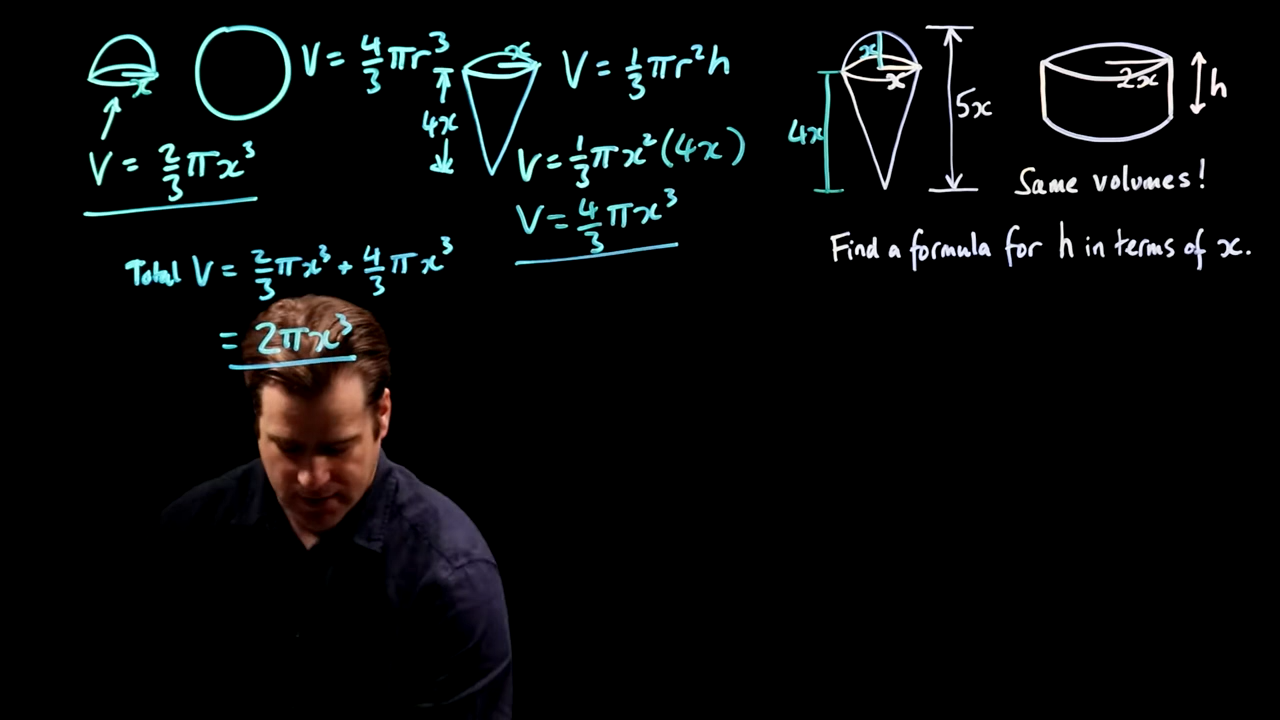 x
V = 4/3 πr³
V = 2/3 πx³
x
4x
V = 1/3 πr²h
V = 1/3 πx² (4x)
V = 4/3 πx³
Total V = 2/3 πx³ + 4/3 πx³
= 2πx³
x
x
4x
5x
2x
h
Same volumes!
Find a formula for h in terms of x.